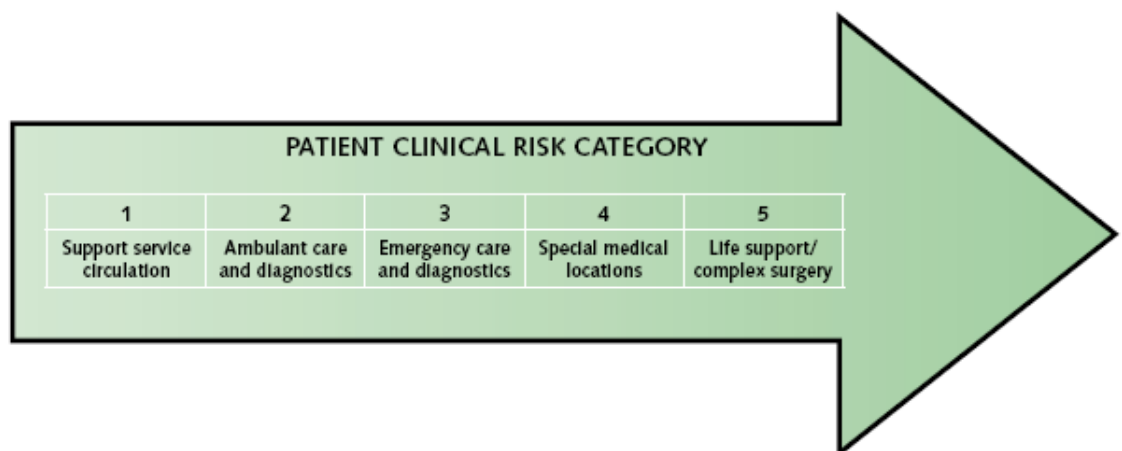 PATIENT CLINICAL RISK CATEGORY
1 2 3 4 5
Support service Ambulant care Emergency care Special medical Life support/
circulation and diagnostics and diagnostics locations complex surgery